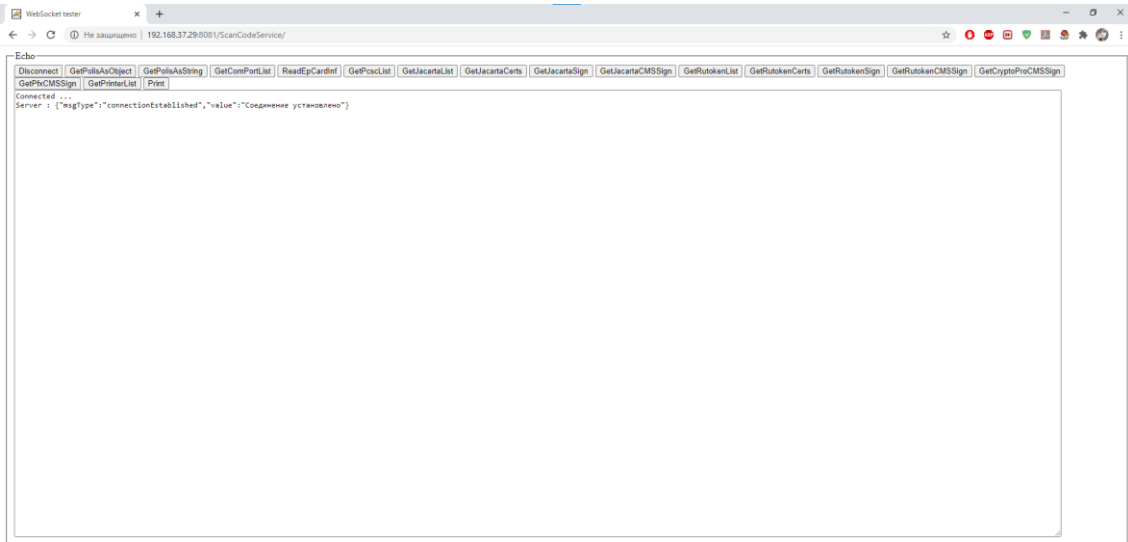 WebSocket tester
Не защищено | 192.168.37.29:8081/ScanCodeService/
Echo
Disconnect GetPolisAsObject GetPolisAsString GetComPortList ReadEpCardInf GetPcscList GetJacartaList GetJacartaCerts GetJacartaSign GetJacartaCMSSign GetRutokenList GetRutokenCerts GetRutokenSign GetRutokenCMSSign GetCryptoProCMSSign
GetPfxCMSSign GetPrinterList Print
Connected ...
Server : {"msgType":"connectionEstablished","value":"Соединение установлено"}